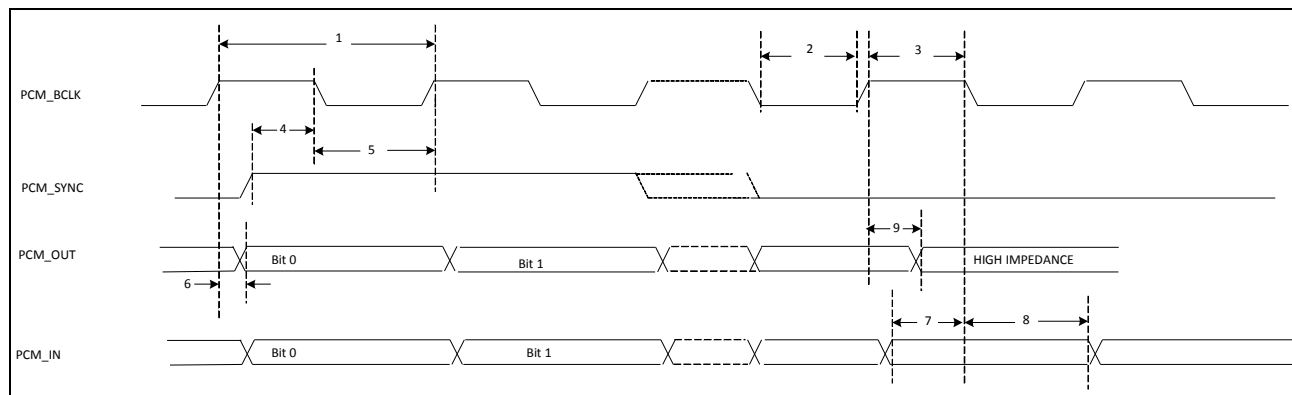 1
2
3
PCM_BCLK
4
5
PCM_SYNC
9
PCM_OUT
Bit 0
Bit 1
HIGH IMPEDANCE
6
7
8
PCM_IN
Bit 0
Bit 1